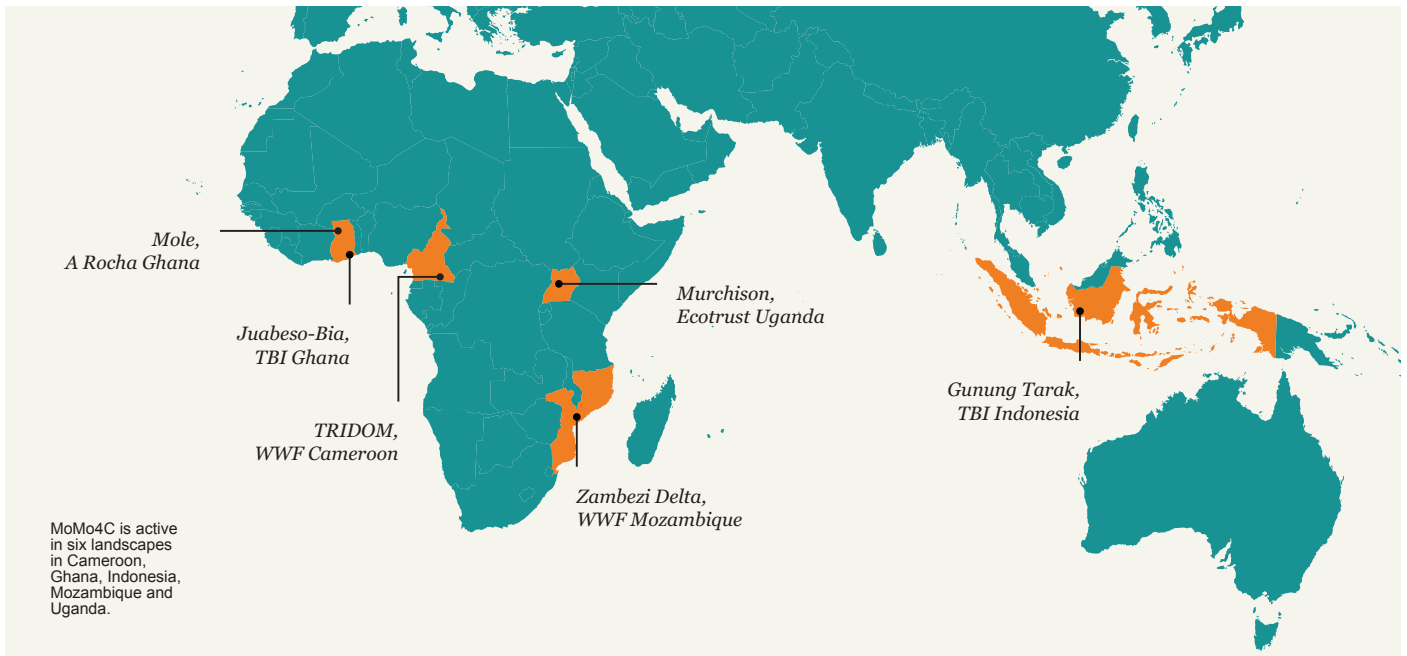 Mole,
A Rocha Ghana
Juabeso-Bia,
TBI Ghana
TRIDOM,
WWF Cameroon
Murchison,
Ecotrust Uganda
Zambezi Delta,
WWF Mozambique
Gunung Tarak,
TBI Indonesia
MoMo4C is active
in six landscapes
in Cameroon,
Ghana, Indonesia,
Mozambique and
Uganda.